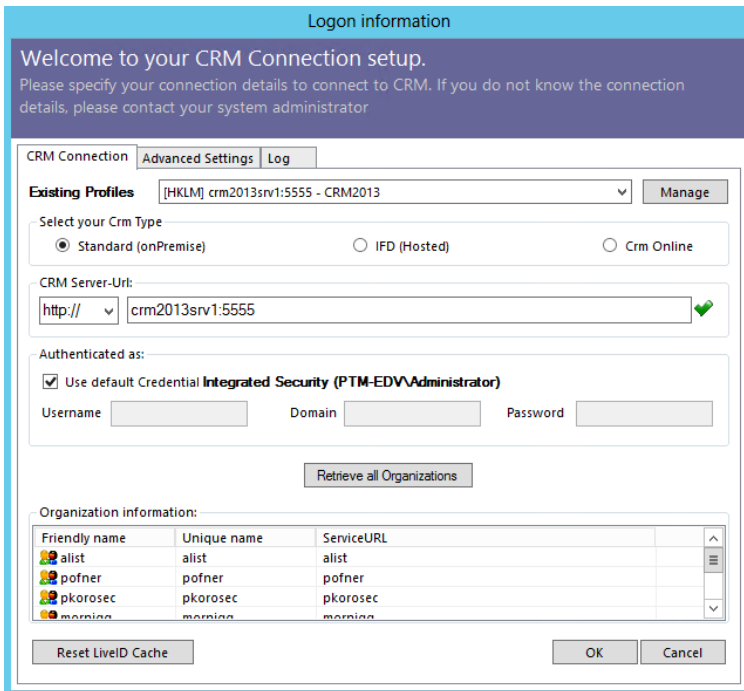 Logon information
Welcome to your CRM Connection setup.
Please specify your connection details to connect to CRM. If you do not know the connection
details, please contact your system administrator
CRM Connection Advanced Settings Log
Existing Profiles [HKLM] crm2013srv1:5555 - CRM2013 Manage
Select your Crm Type
Standard (onPremise) IFD (Hosted) Crm Online
CRM Server-Url:
http:// crm2013srv1:5555
Authenticated as:
Use default Credential Integrated Security (PTM-EDV\Administrator)
Username Domain Password
Retrieve all Organizations
Organization information:
Friendly name Unique name ServiceURL
alist alist alist
pofner pofner pofner
pkorosec pkorosec pkorosec
Reset LiveID Cache OK Cancel